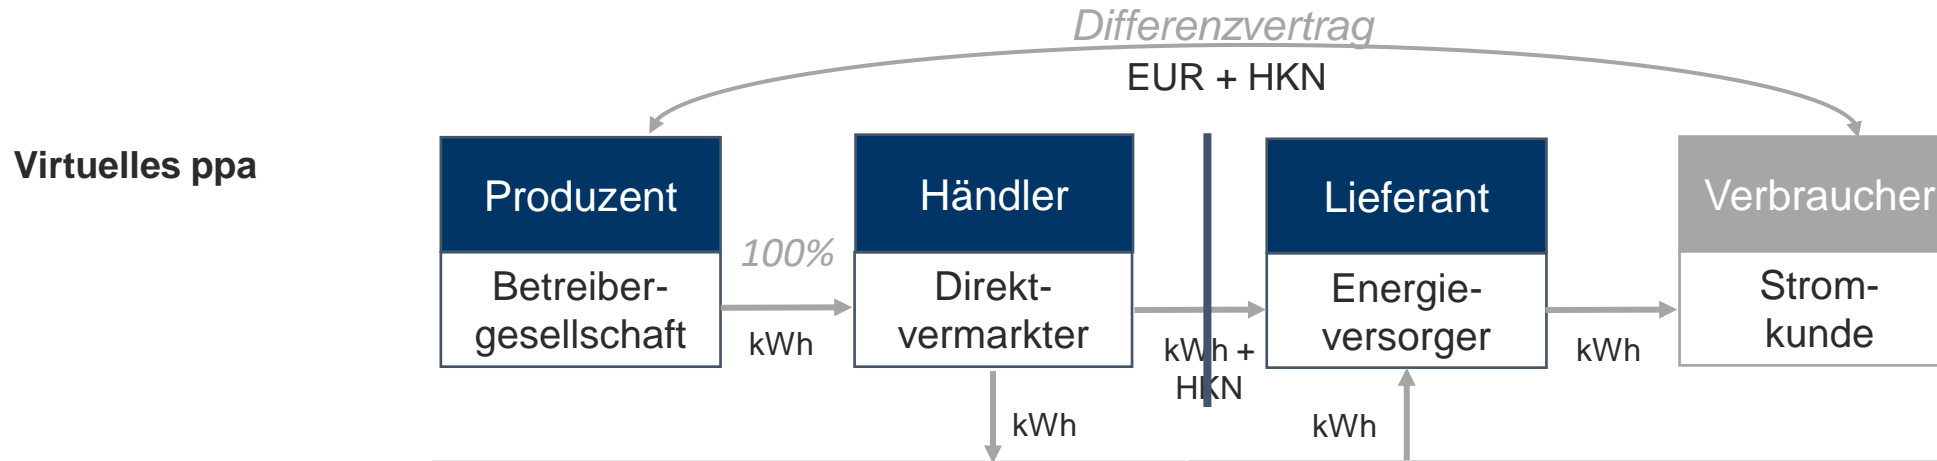 Differenzvertrag
EUR + HKN
Virtuelles ppa
Produzent
Händler
Lieferant
Verbraucher
100%
Betreiber-
gesellschaft
kWh
Direkt-
vermarkter
kWh +
HKN
Energie-
versorger
kWh
Strom-
kunde
kWh
kWh